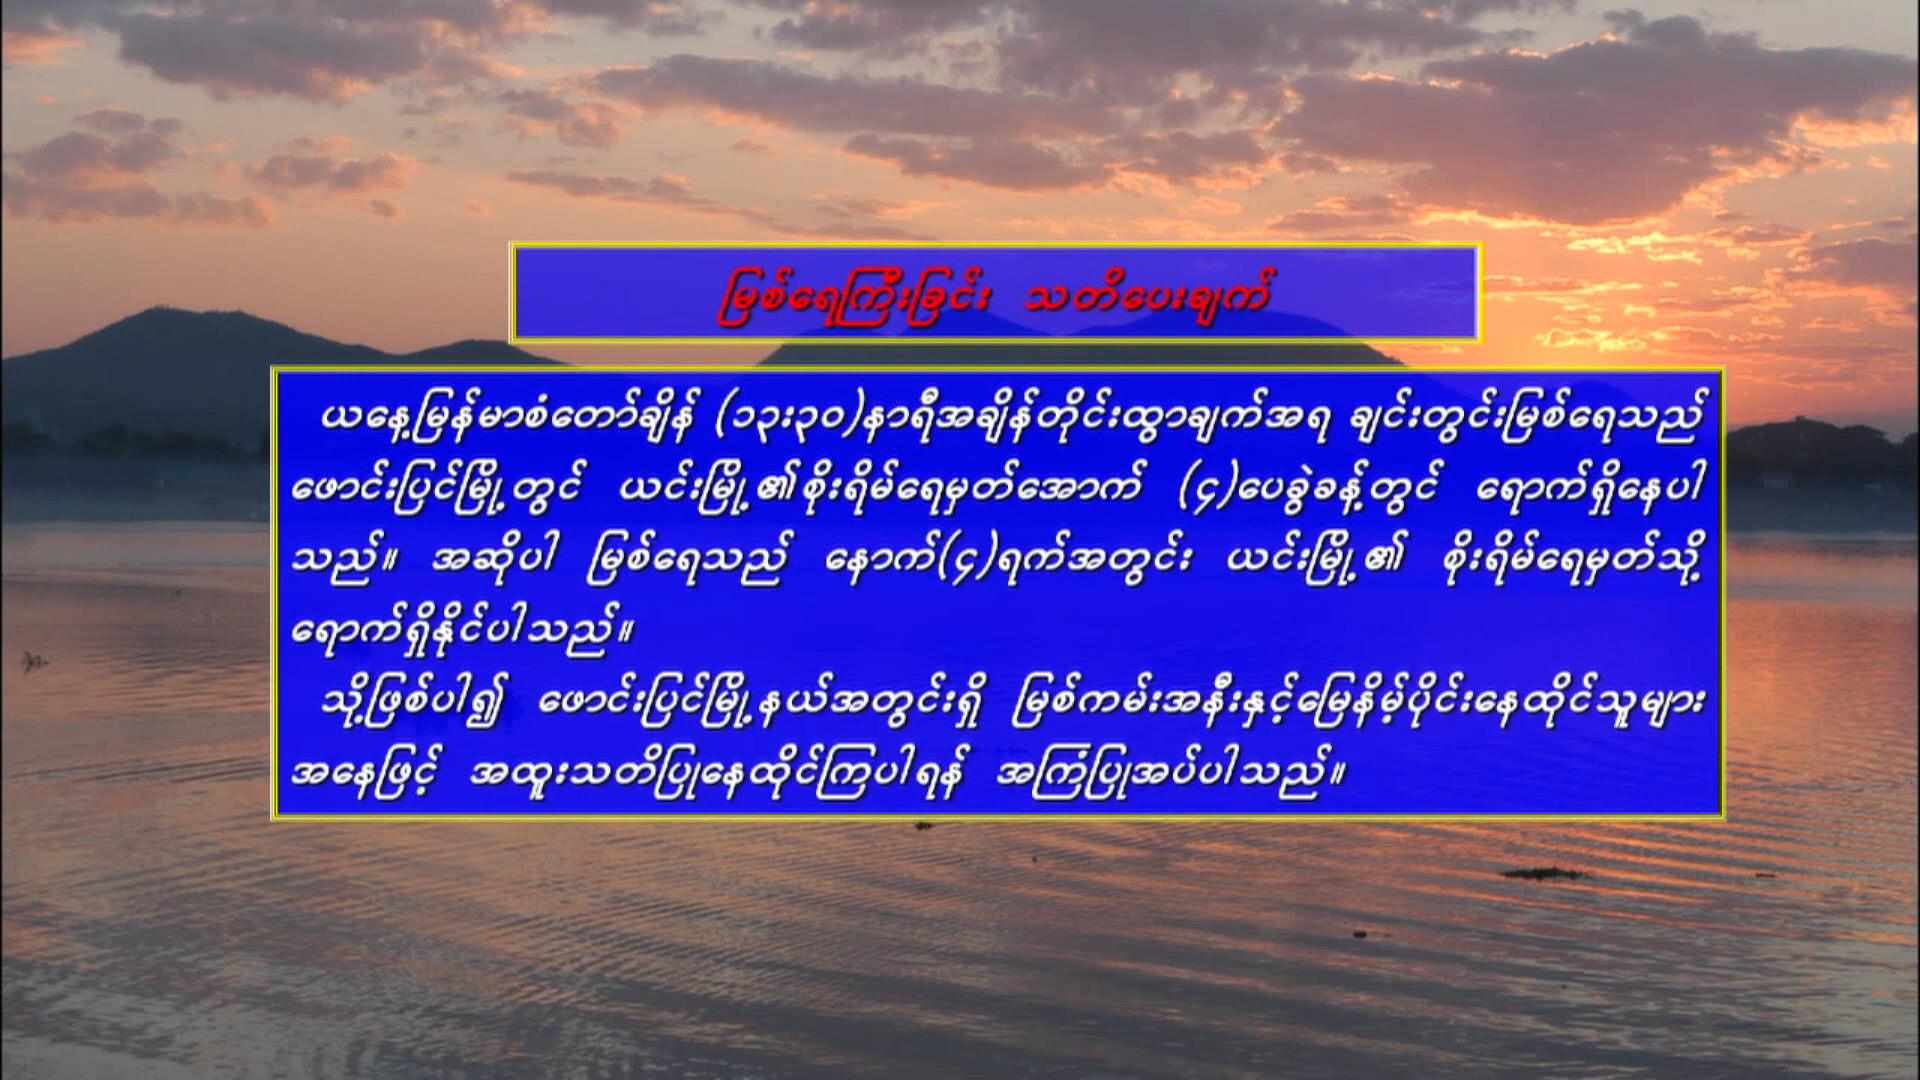 မြစ်ရေကြီးခြင်း သတိပေးချက်
ယနေ့မြန်မာစံတော်ချိန် (၁၃း၃၀)နာရီအချိန်တိုင်းထွာချက်အရ ချင်းတွင်းမြစ်ရေသည်
ဖောင်းပြင်မြို့တွင် ယင်းမြို့၏စိုးရိမ်ရေမှတ်အောက် (၄)ပေခွဲခန့်တွင် ရောက်ရှိနေပါ
သည်။ အဆိုပါ မြစ်ရေသည် နောက်(၄)ရက်အတွင်း ယင်းမြို့၏ စိုးရိမ်ရေမှတ်သို့
ရောက်ရှိနိုင်ပါသည်။
သို့ဖြစ်ပါ၍ ဖောင်းပြင်မြို့နယ်အတွင်းရှိ မြစ်ကမ်းအနီးနှင့်မြေနိမ့်ပိုင်းနေထိုင်သူများ
အနေဖြင့် အထူးသတိပြုနေထိုင်ကြပါရန် အကြံပြုအပ်ပါသည်။